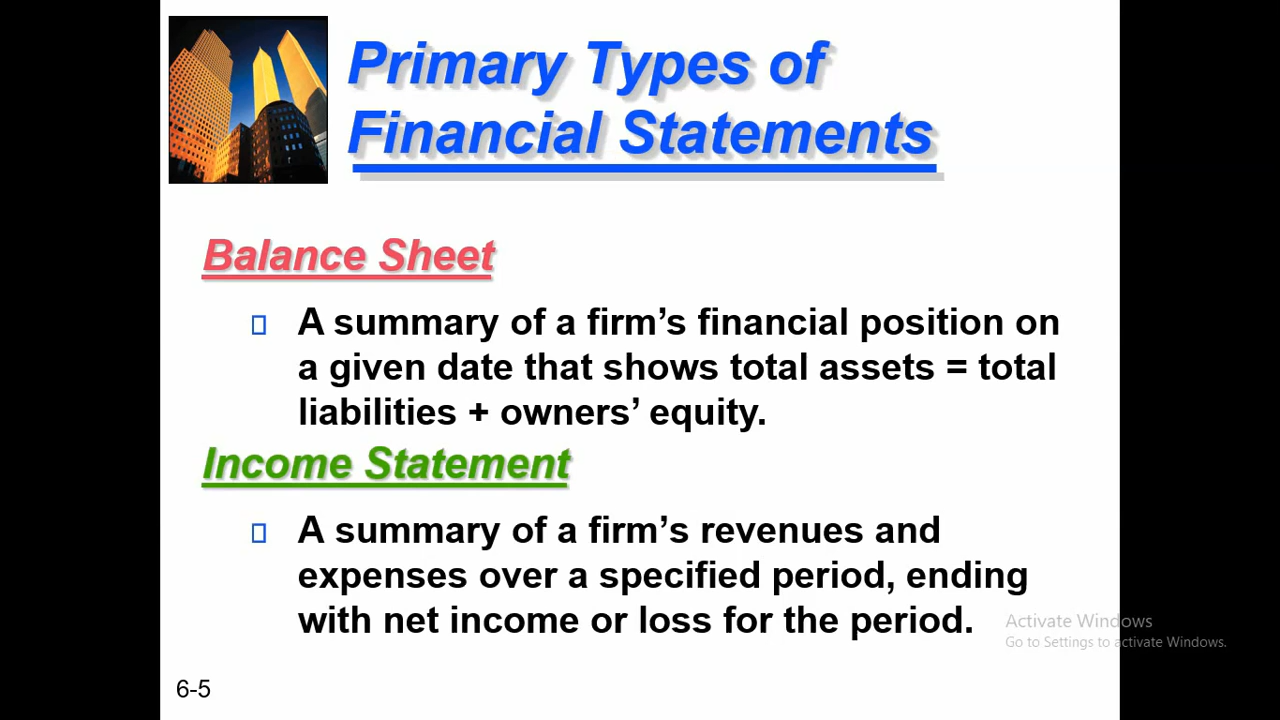 Primary Types of
Financial Statements
Balance Sheet
A summary of a firm’s financial position on
a given date that shows total assets = total
liabilities + owners’ equity.
Income Statement
A summary of a firm’s revenues and
expenses over a specified period, ending
with net income or loss for the period.
Activate Windows
Go to Settings to activate Windows.
6-5